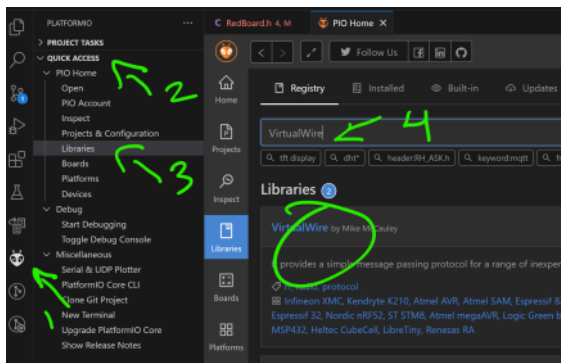 PLATFORMIO
PROJECT TASKS
QUICK ACCESS
PIO Home
Open
PIO Account
Inspect
Projects & Configuration
Libraries
Boards
Platforms
Devices
Debug
Start Debugging
Toggle Debug Console
Miscellaneous
Serial & UDP Plotter
PlatformIO Core CLI
Clone Git Project
New Terminal
Upgrade PlatformIO Core
Show Release Notes
1
2
3
RedBoard.h 4, M
PIO Home
Follow Us
Home
Projects
Inspect
Libraries
Boards
Platforms
Registry
Installed
Built-in
Updates
VirtualWire
4
tft display
dht*
header:RH_ASK.h
keyword:mqtt
Libraries 2
VirtualWire by Mike McCauley
provides a simple message passing protocol for a range of inexpen
rf, radio, protocol
Infineon XMC, Kendryte K210, Atmel AVR, Atmel SAM, Espressif 8
Espressif 32, Nordic nRF52, ST STM8, Atmel megaAVR, Logic Green
MSP432, Heltec CubeCell, LibreTiny, Renesas RA